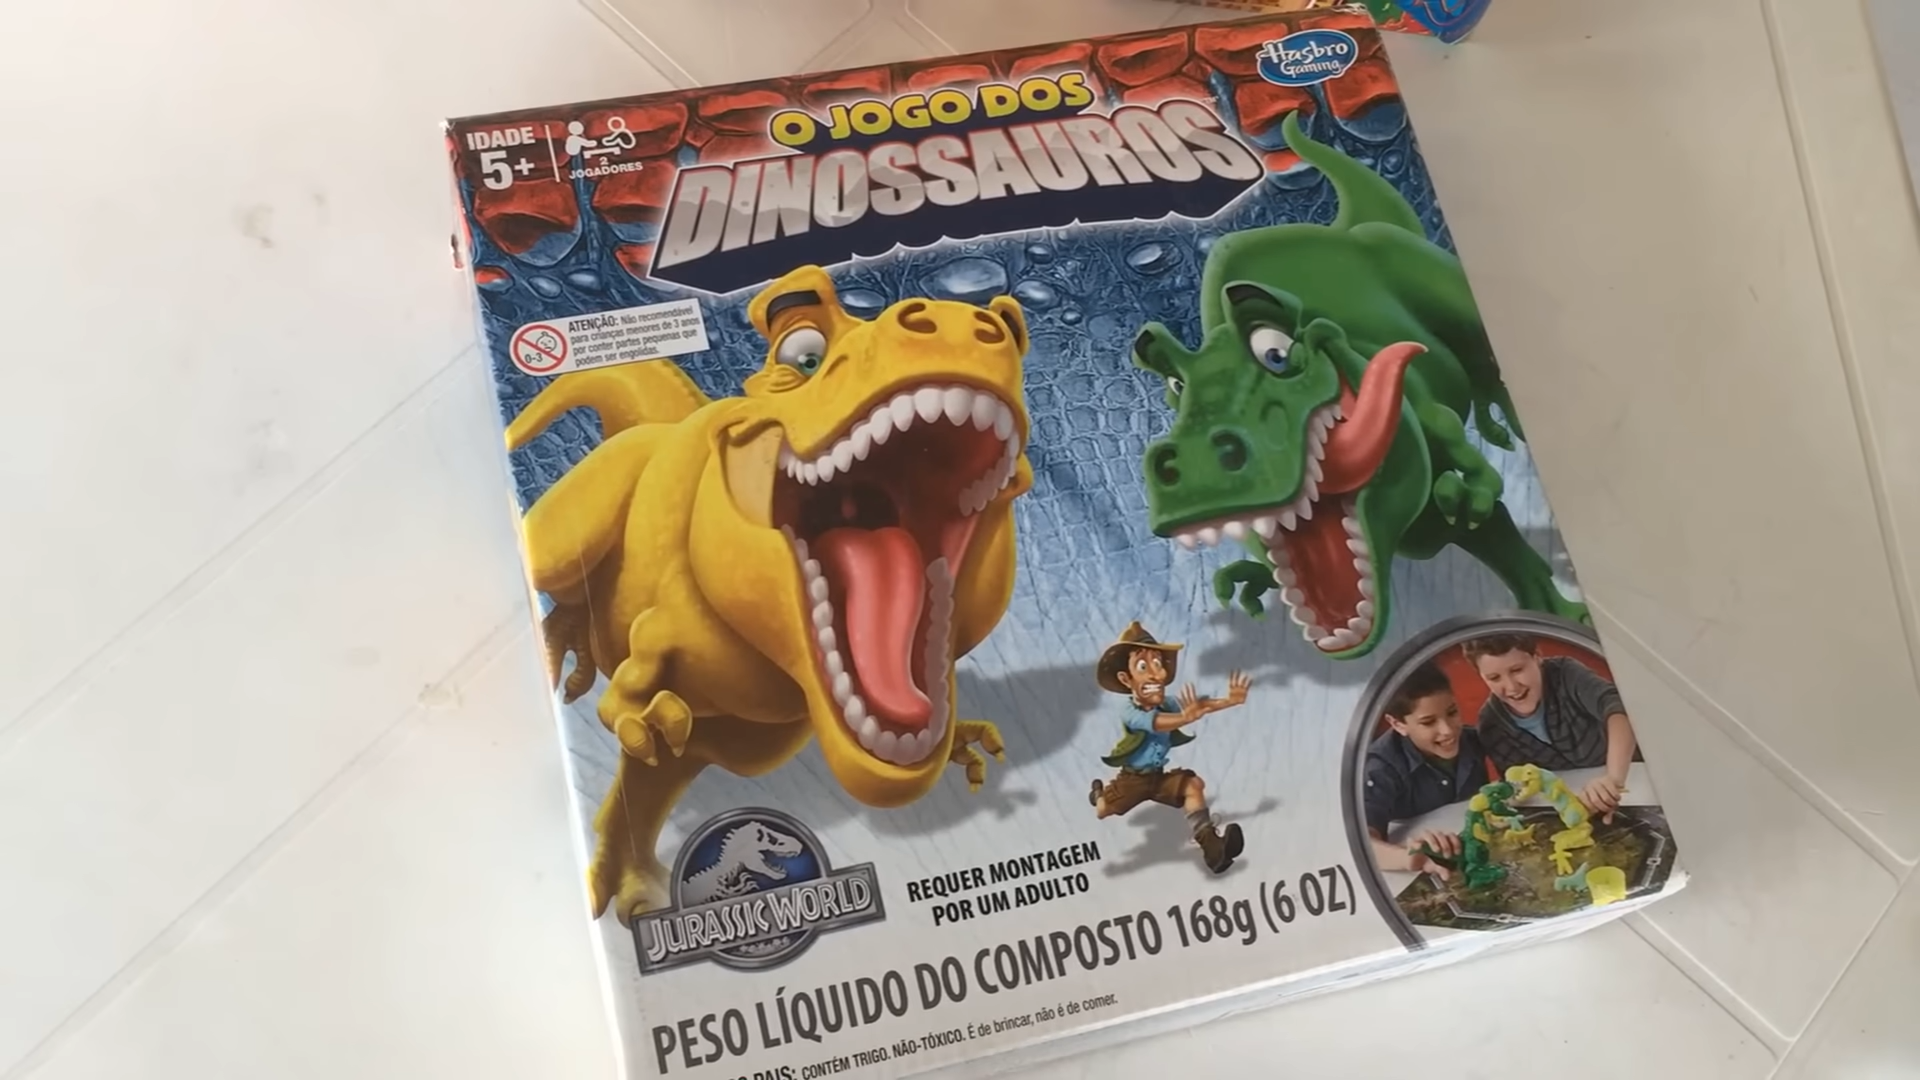 Hasbro
Gaming
O JOGO DOS
DINOSSAUROS
™
IDADE
5+
2
JOGADORES
0-3
ATENÇÃO: Não recomendável
para crianças menores de 3 anos
por conter partes pequenas que
podem ser engolidas.
JURASSIC WORLD
REQUER MONTAGEM
POR UM ADULTO
PESO LÍQUIDO DO COMPOSTO 168g (6 OZ)
PAIS: CONTÉM TRIGO. NÃO-TÓXICO. É de brincar, não é de comer.